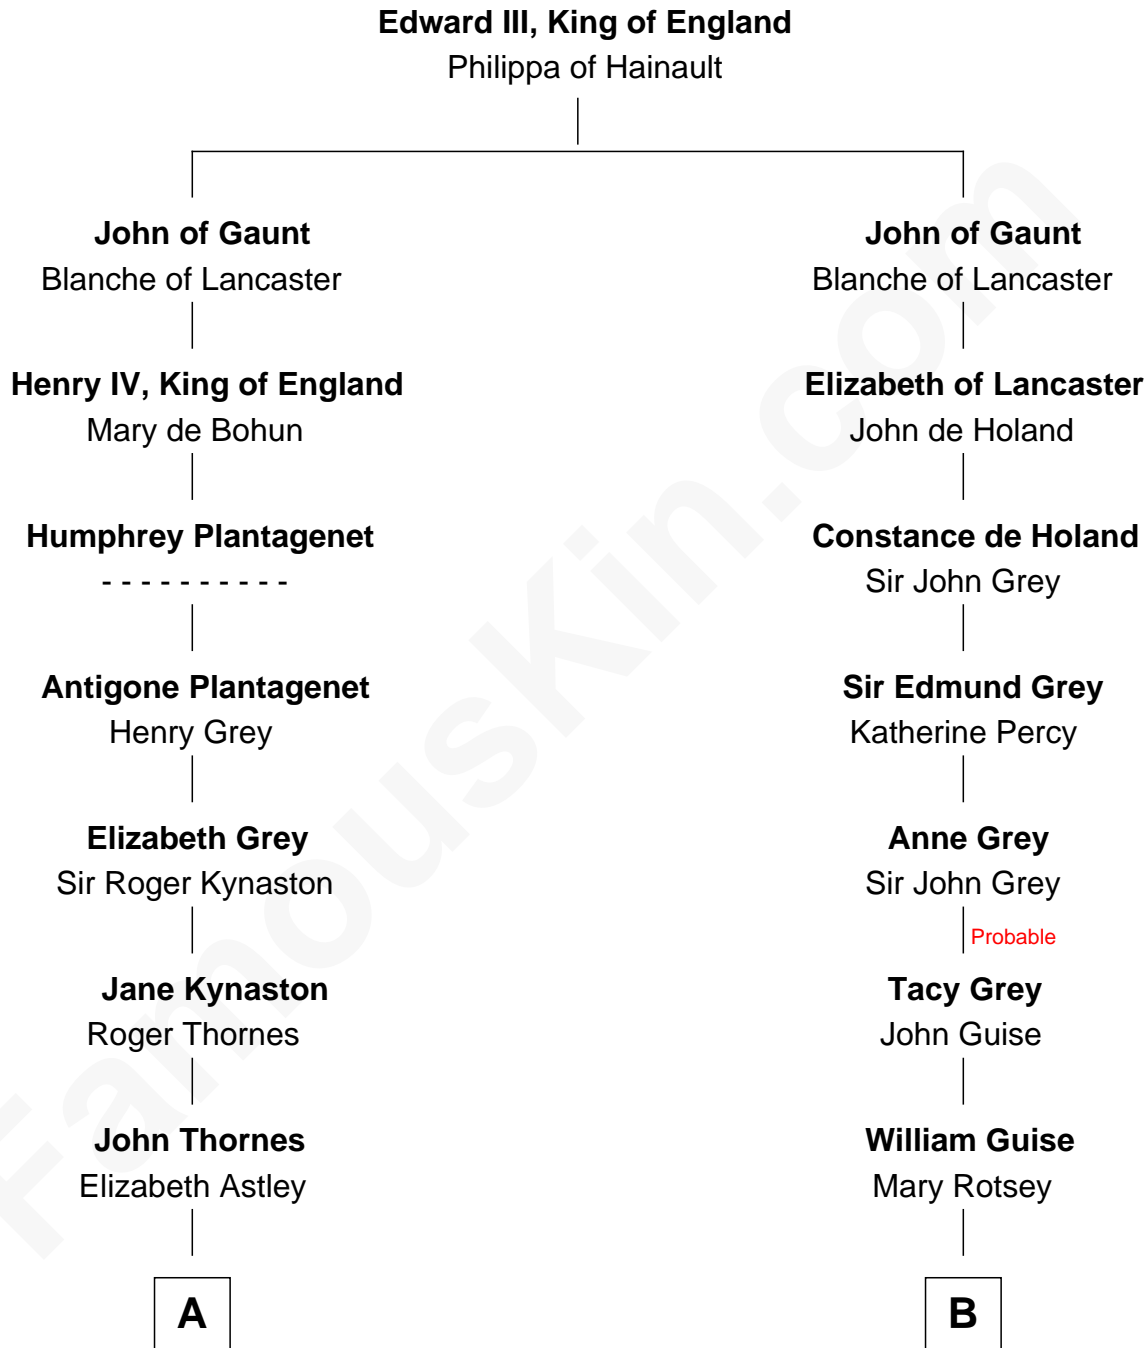 Edward III, King of England
Philippa of Hainault
John of Gaunt
Blanche of Lancaster
Henry IV, King of England
Mary de Bohun
Humphrey Plantagenet
- - - - - - - - - -
Antigone Plantagenet
Henry Grey
Elizabeth Grey
Sir Roger Kynaston
Jane Kynaston
Roger Thornes
John Thornes
Elizabeth Astley
A
John of Gaunt
Blanche of Lancaster
Elizabeth of Lancaster
John de Holand
Constance de Holand
Sir John Grey
Sir Edmund Grey
Katherine Percy
Anne Grey
Sir John Grey
Probable
Tacy Grey
John Guise
William Guise
Mary Rotsey
B
FamousKin.com